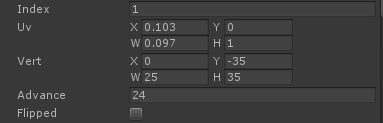 Index 1
Uv X 0.103 Y 0
W 0.097 H 1
Vert X 0 Y -35
W 25 H 35
Advance 24
Flipped